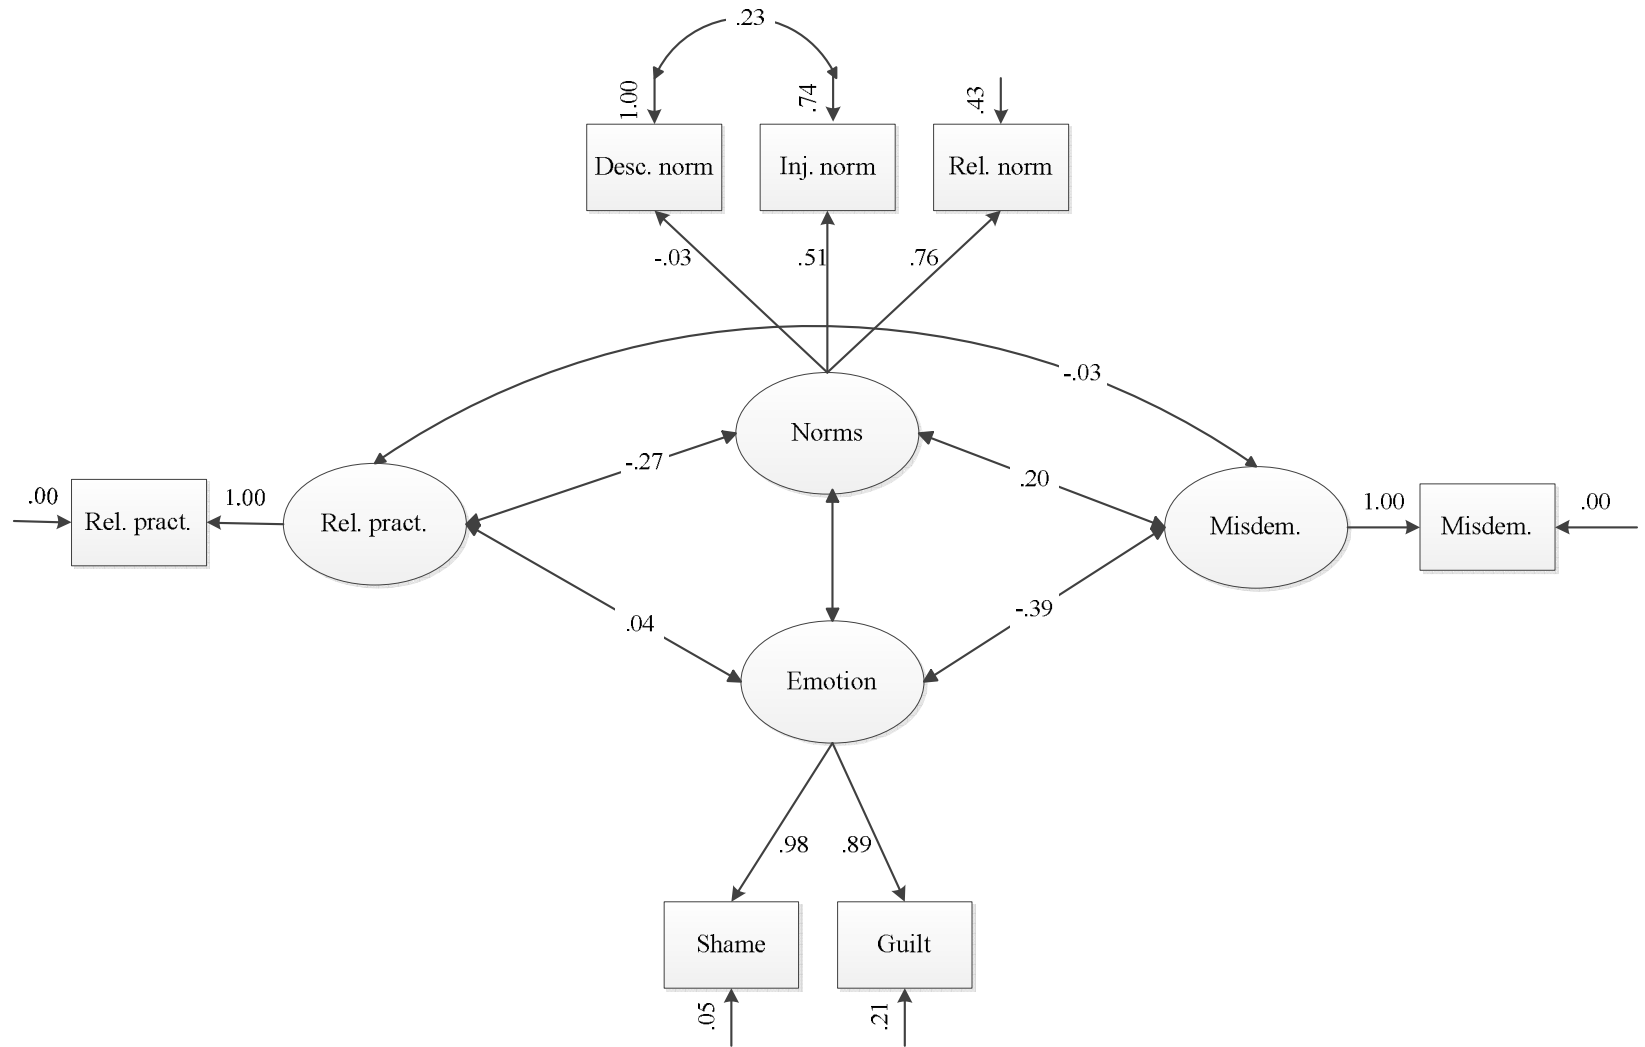 .23
1.00
.74
.43
Desc. norm
Inj. norm
Rel. norm
-.03
.51
.76
-.03
Norms
-.27
.20
.00
1.00
Rel. pract.
Rel. pract.
Misdem.
1.00
Misdem.
.00
.04
-.39
Emotion
.98
.89
Shame
Guilt
.05
.21